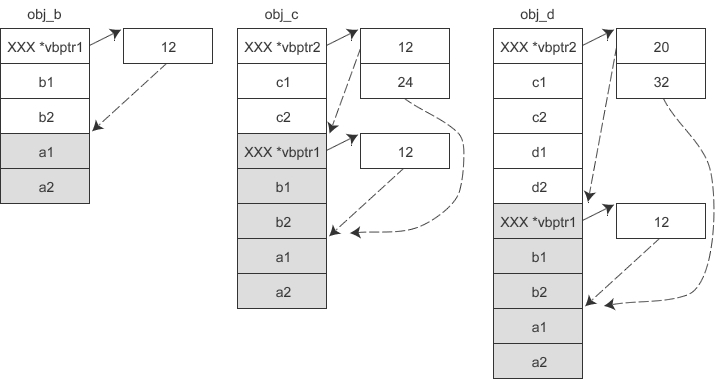 obj_b
XXX *vbptr1
12
b1
b2
a1
a2
obj_c
XXX *vbptr2
12
c1
24
c2
XXX *vbptr1
12
b1
b2
a1
a2
obj_d
XXX *vbptr2
20
c1
32
c2
d1
d2
XXX *vbptr1
12
b1
b2
a1
a2